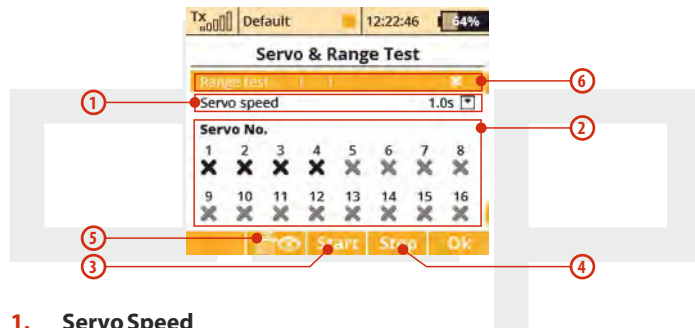 Tx Default 12:22:46 64%
Servo & Range Test
Range test ( )
6
1
Servo speed 1.0s
2
Servo No.
1 2 3 4 5 6 7 8
9 10 11 12 13 14 15 16
5
Start Stop Ok
3
4
1. Servo Speed